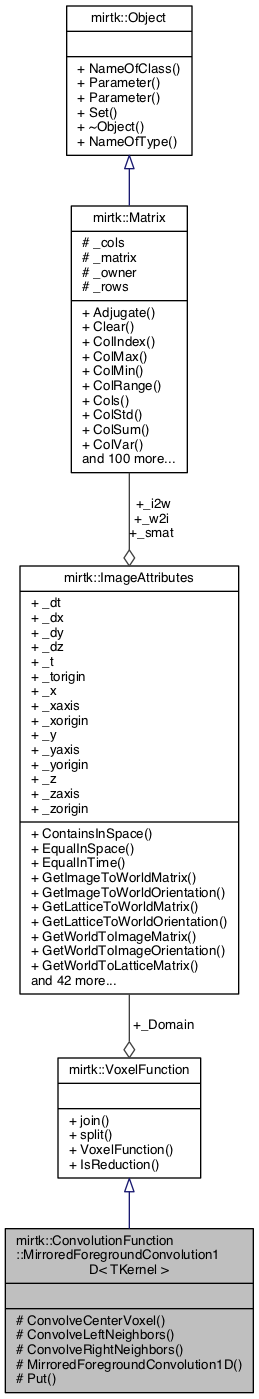 mirtk::Object
+ NameOfClass()
+ Parameter()
+ Parameter()
+ Set()
+ ~Object()
+ NameOfType()
mirtk::Matrix
# _cols
# _matrix
# _owner
# _rows
+ Adjugate()
+ Clear()
+ ColIndex()
+ ColMax()
+ ColMin()
+ ColRange()
+ Cols()
+ ColStd()
+ ColSum()
+ ColVar()
and 100 more...
+_i2w
+_w2i
+_smat
mirtk::ImageAttributes
+ _dt
+ _dx
+ _dy
+ _dz
+ _t
+ _torigin
+ _x
+ _xaxis
+ _xorigin
+ _y
+ _yaxis
+ _yorigin
+ _z
+ _zaxis
+ _zorigin
+ ContainsInSpace()
+ EqualInSpace()
+ EqualInTime()
+ GetImageToWorldMatrix()
+ GetImageToWorldOrientation()
+ GetLatticeToWorldMatrix()
+ GetLatticeToWorldOrientation()
+ GetWorldToImageMatrix()
+ GetWorldToImageOrientation()
+ GetWorldToLatticeMatrix()
and 42 more...
+_Domain
mirtk::VoxelFunction
+ join()
+ split()
+ VoxelFunction()
+ IsReduction()
mirtk::ConvolutionFunction
::MirroredForegroundConvolution1
D< TKernel >
# ConvolveCenterVoxel()
# ConvolveLeftNeighbors()
# ConvolveRightNeighbors()
# MirroredForegroundConvolution1D()
# Put()